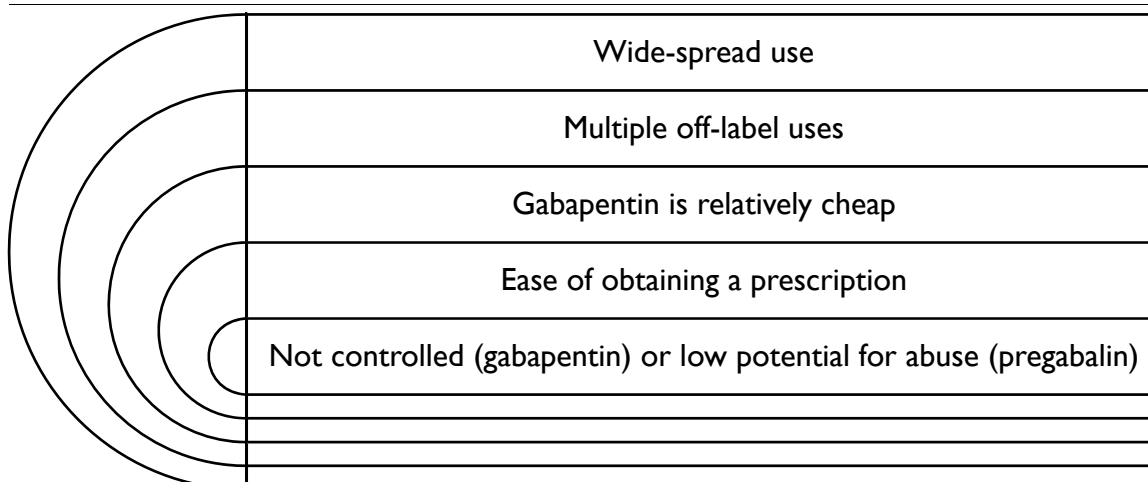 Wide-spread use
Multiple off-label uses
Gabapentin is relatively cheap
Ease of obtaining a prescription
Not controlled (gabapentin) or low potential for abuse (pregabalin)